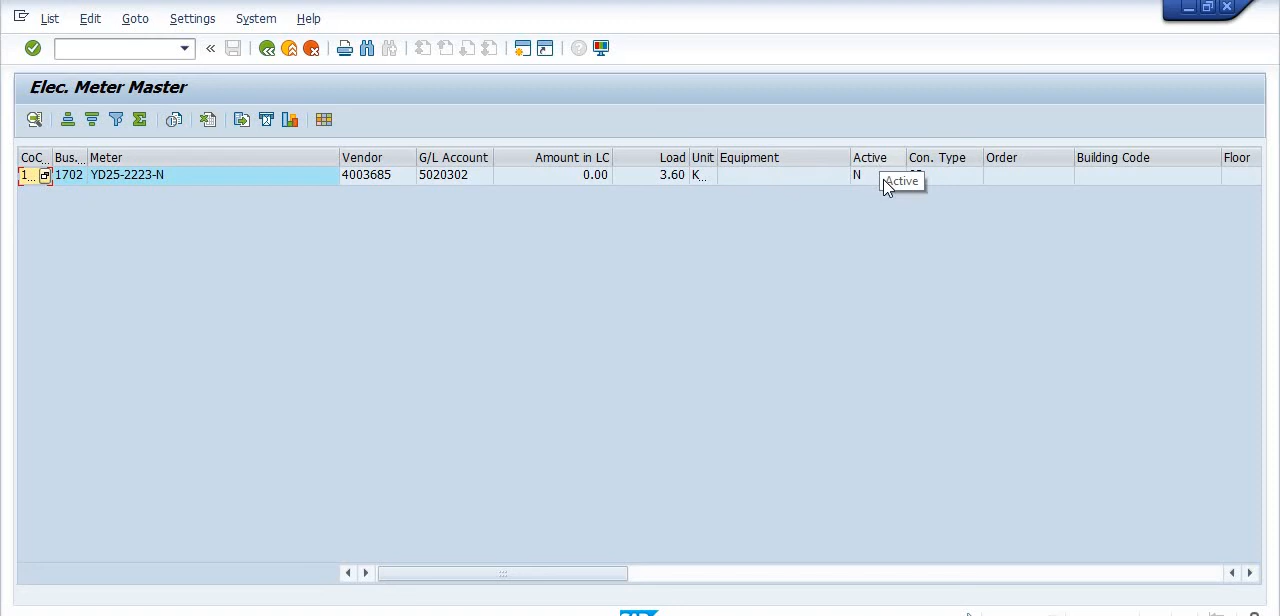 List Edit Goto Settings System Help
Elec. Meter Master
CoC.. Bus... Meter Vendor G/L Account Amount in LC Load Unit Equipment Active Con. Type Order Building Code Floor
1... 1702 YD25-2223-N 4003685 5020302 0.00 3.60 K.. N
Active
SAP